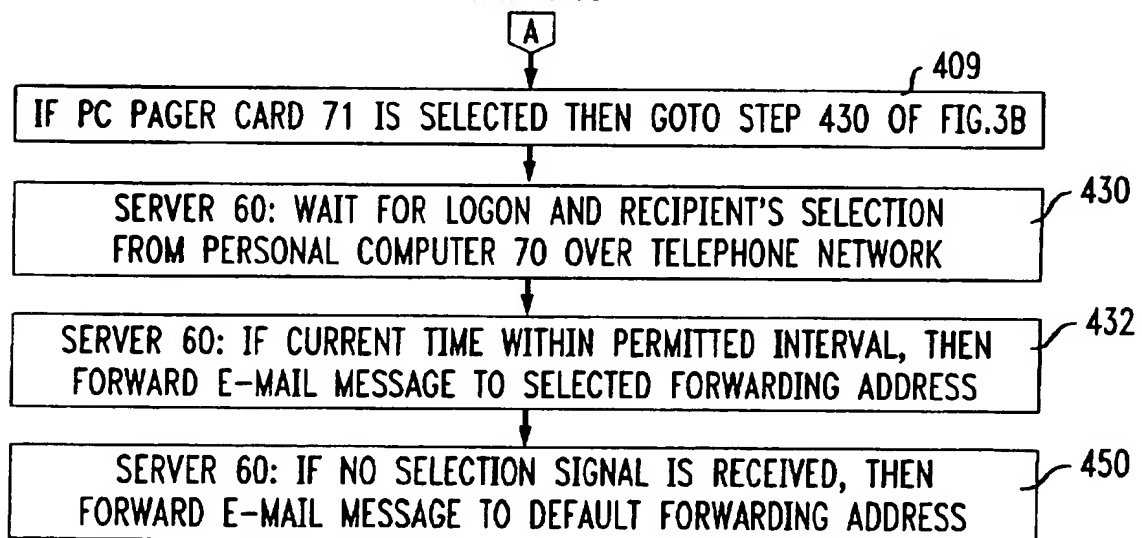 A
409
IF PC PAGER CARD 71 IS SELECTED THEN GOTO STEP 430 OF FIG.3B
430
SERVER 60: WAIT FOR LOGON AND RECIPIENT'S SELECTION
FROM PERSONAL COMPUTER 70 OVER TELEPHONE NETWORK
432
SERVER 60: IF CURRENT TIME WITHIN PERMITTED INTERVAL, THEN
FORWARD E-MAIL MESSAGE TO SELECTED FORWARDING ADDRESS
450
SERVER 60: IF NO SELECTION SIGNAL IS RECEIVED, THEN
FORWARD E-MAIL MESSAGE TO DEFAULT FORWARDING ADDRESS